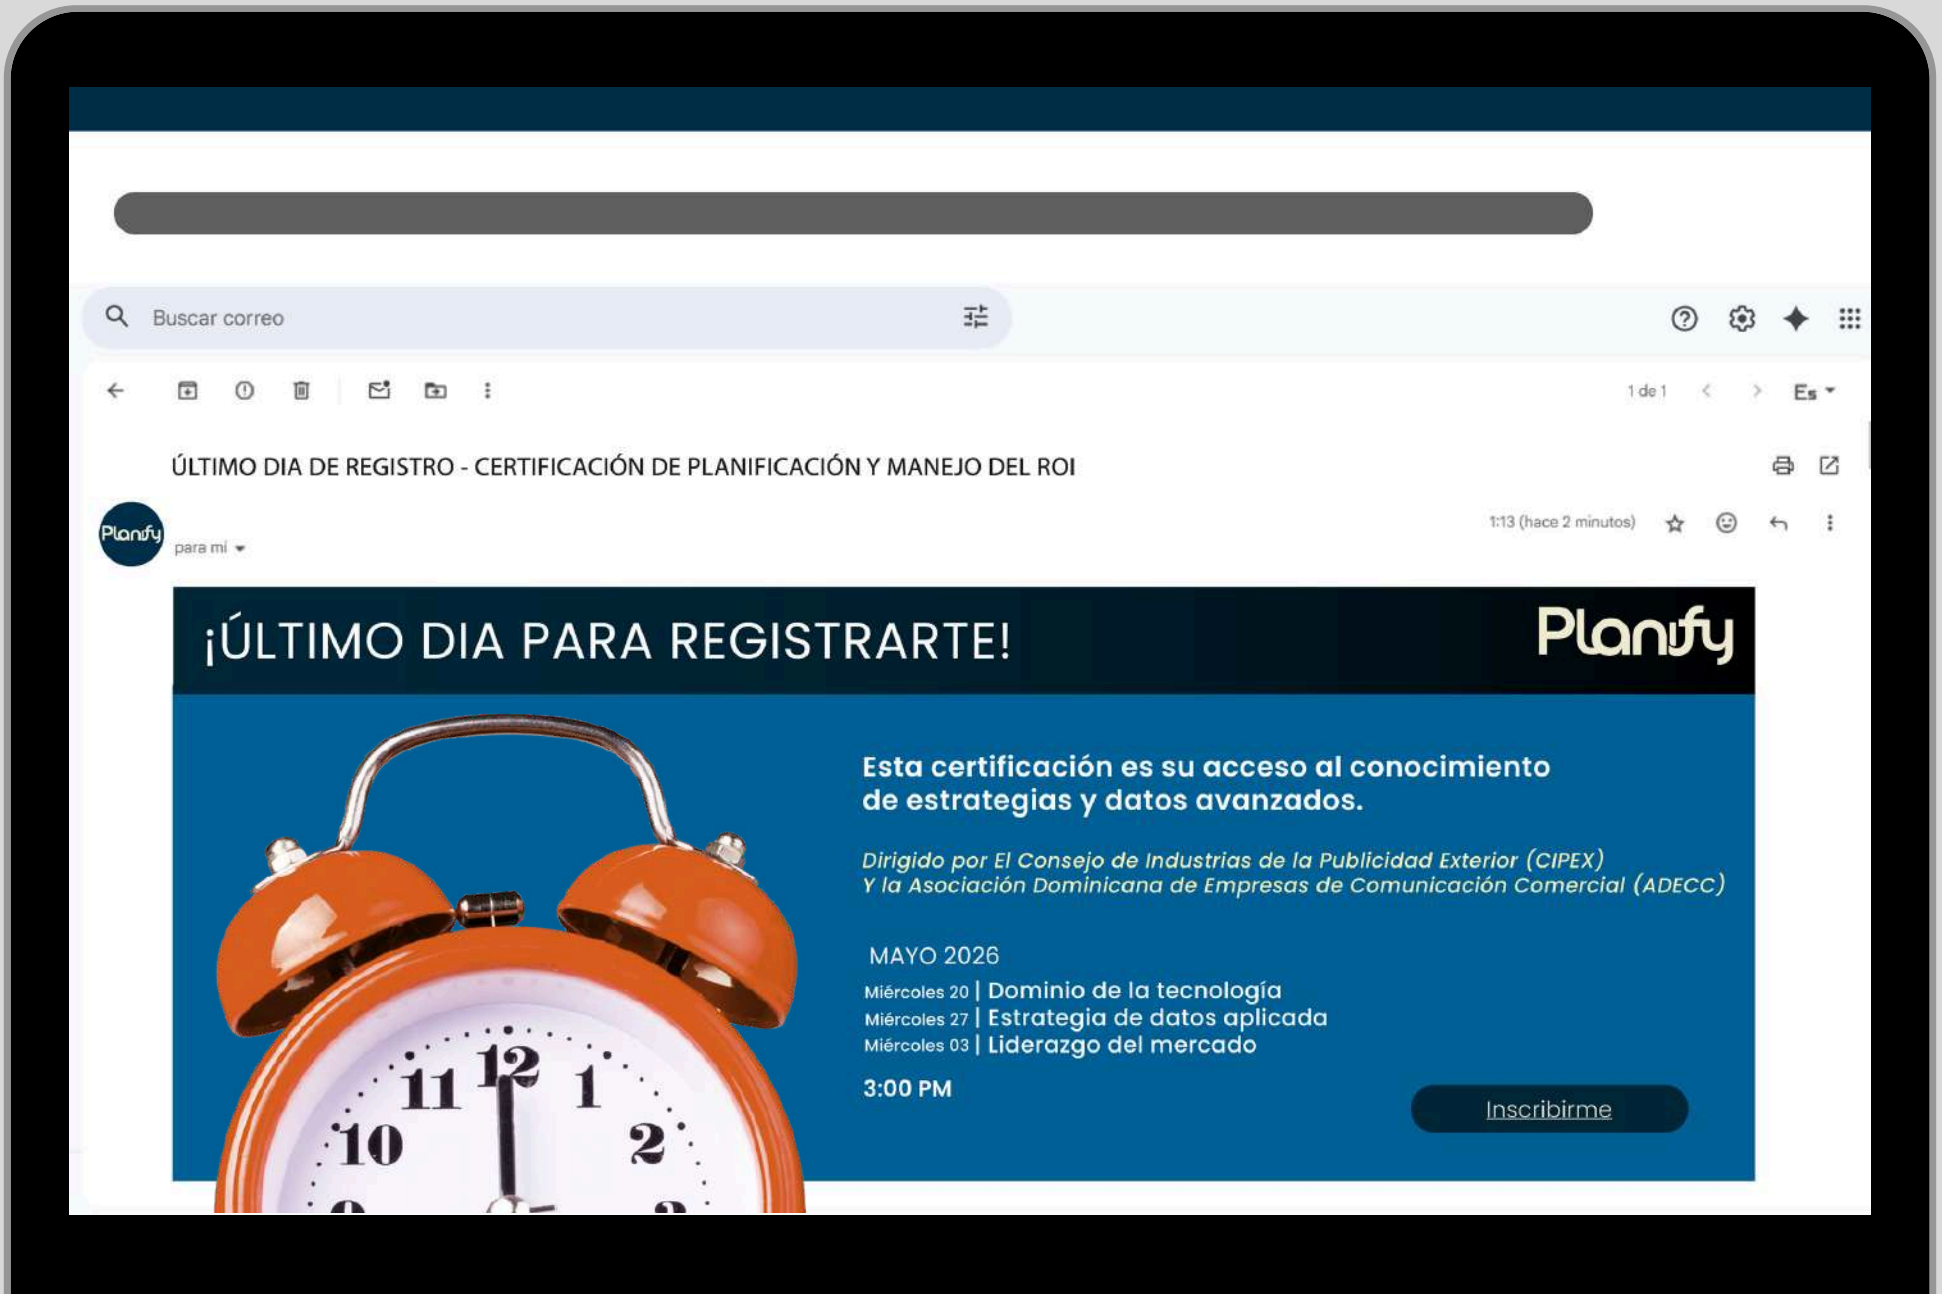 Buscar correo
1 de 1
Es
ÚLTIMO DIA DE REGISTRO - CERTIFICACIÓN DE PLANIFICACIÓN Y MANEJO DEL ROI
Planify
1:13 (hace 2 minutos)
para mí
¡ÚLTIMO DIA PARA REGISTRARTE!
Planify
Esta certificación es su acceso al conocimiento
de estrategias y datos avanzados.
Dirigido por El Consejo de Industrias de la Publicidad Exterior (CIPEX)
Y la Asociación Dominicana de Empresas de Comunicación Comercial (ADECC)
MAYO 2026
Miércoles 20 | Dominio de la tecnología
Miércoles 27 | Estrategia de datos aplicada
Miércoles 03 | Liderazgo del mercado
3:00 PM
Inscribirme
11 12 1
10 2
9 3